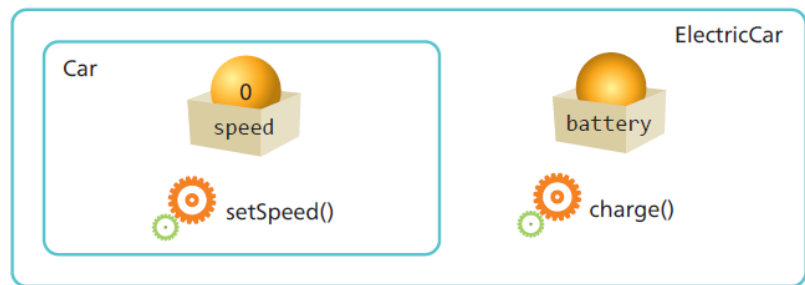 ElectricCar
Car
0
speed
battery
setSpeed()
charge()